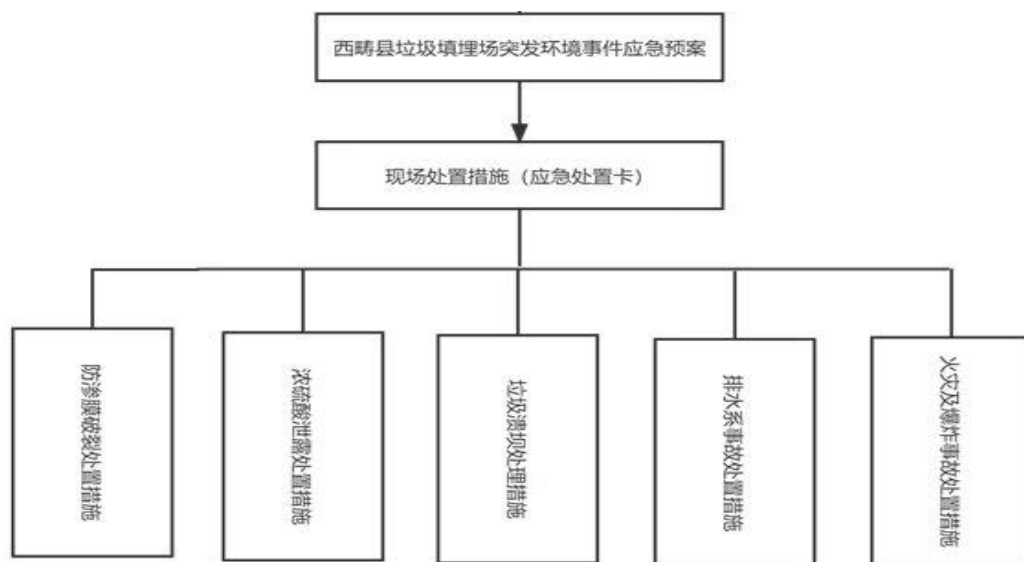 西畴县垃圾填埋场突发环境事件应急预案
现场处置措施（应急处置卡）
防渗膜破裂处置措施
浓硫酸泄露处置措施
垃圾溃坝处理措施
排水系事故处置措施
火灾及爆炸事故处置措施